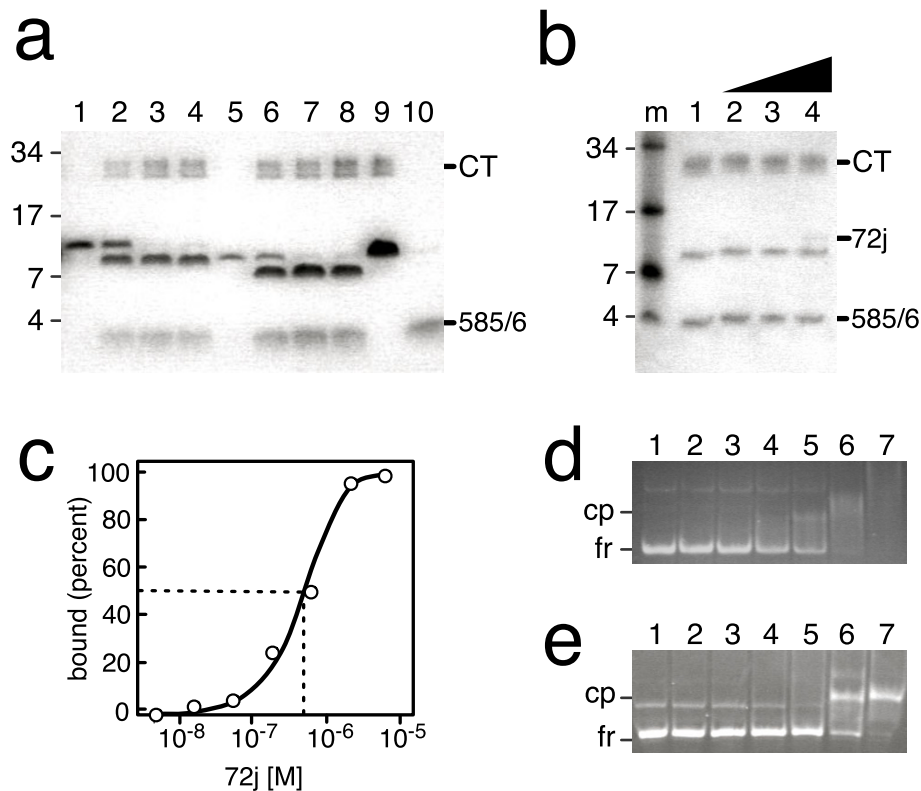 a
1 2 3 4 5 6 7 8 9 10
34
17
7
4
CT
585/6
b
m 1 2 3 4
34
17
7
4
CT
72j
585/6
c
bound (percent)
100
80
60
40
20
0
10-8 10-7 10-6 10-5
72j [M]
d
1 2 3 4 5 6 7
cp
fr
e
1 2 3 4 5 6 7
cp
fr